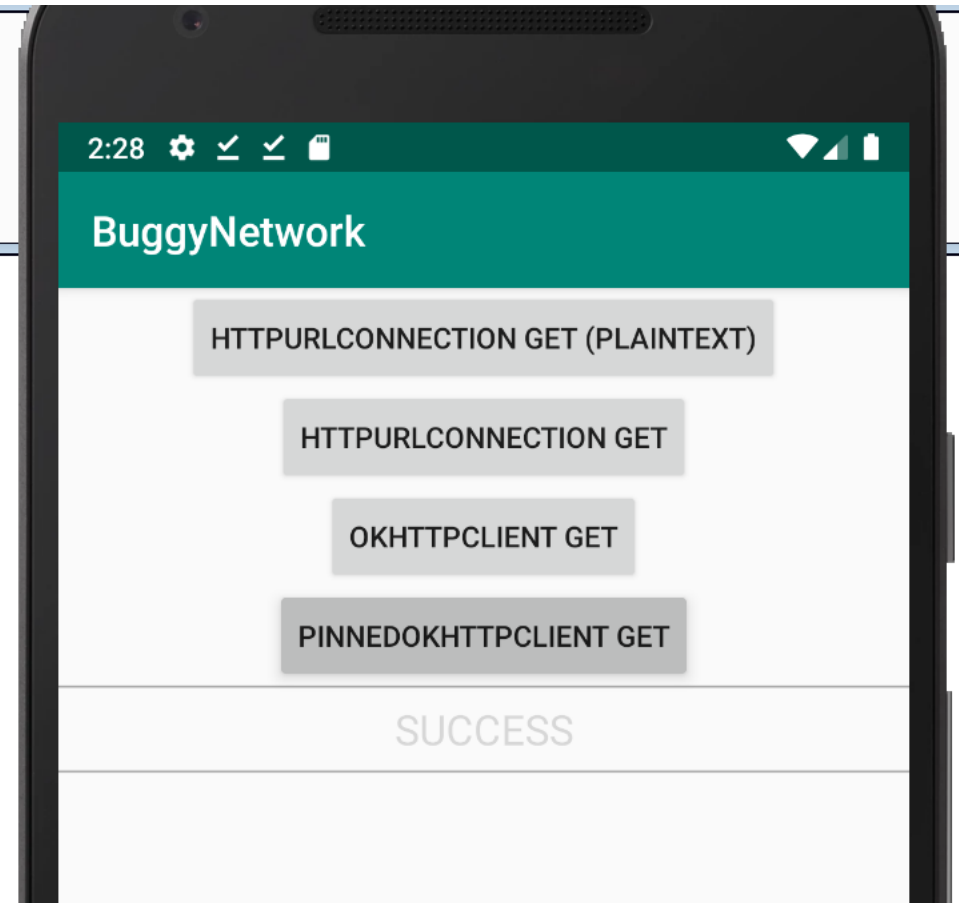 2:28
BuggyNetwork
HTTPURLCONNECTION GET (PLAINTEXT)
HTTPURLCONNECTION GET
OKHTTPCLIENT GET
PINNEDOKHTTPCLIENT GET
SUCCESS